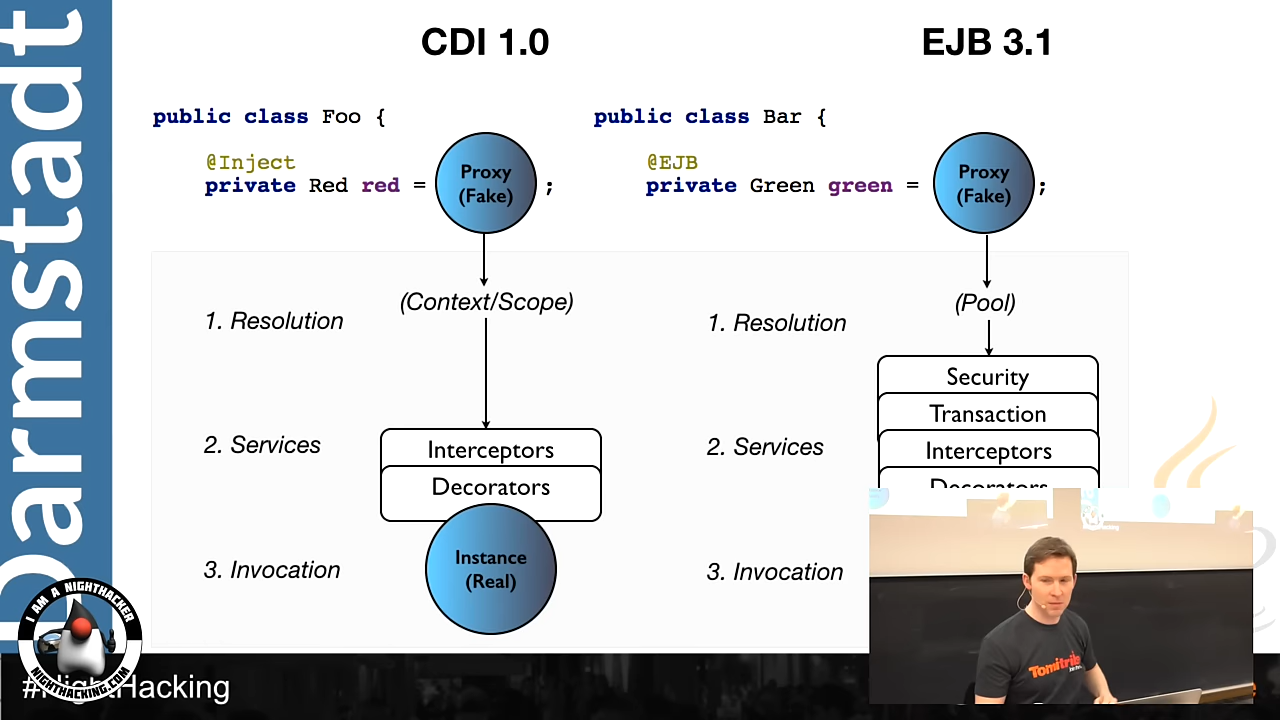 Darmstadt
CDI 1.0
EJB 3.1
public class Foo {
@Inject
private Red red =
Proxy
(Fake)
;
public class Bar {
@EJB
private Green green =
Proxy
(Fake)
;
1. Resolution
(Context/Scope)
2. Services
Interceptors
Decorators
3. Invocation
Instance
(Real)
1. Resolution
(Pool)
Security
Transaction
2. Services
Interceptors
Decorators
3. Invocation
I AM A NIGHTHACKER
NIGHTHACKING.COM
Hacking